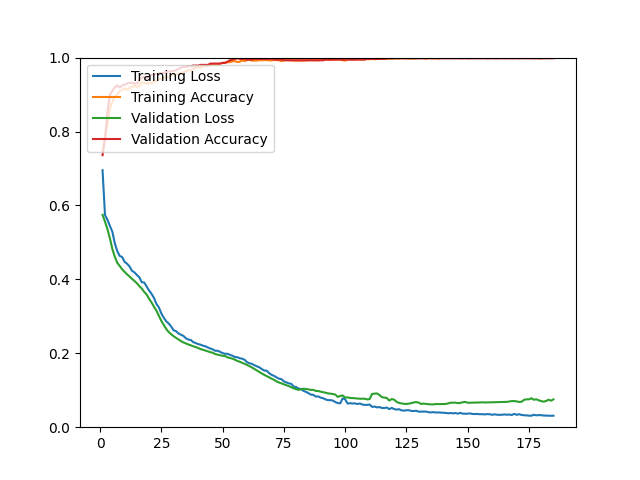 1.0
0.8
0.6
0.4
0.2
0.0
Training Loss
Training Accuracy
Validation Loss
Validation Accuracy
0 25 50 75 100 125 150 175